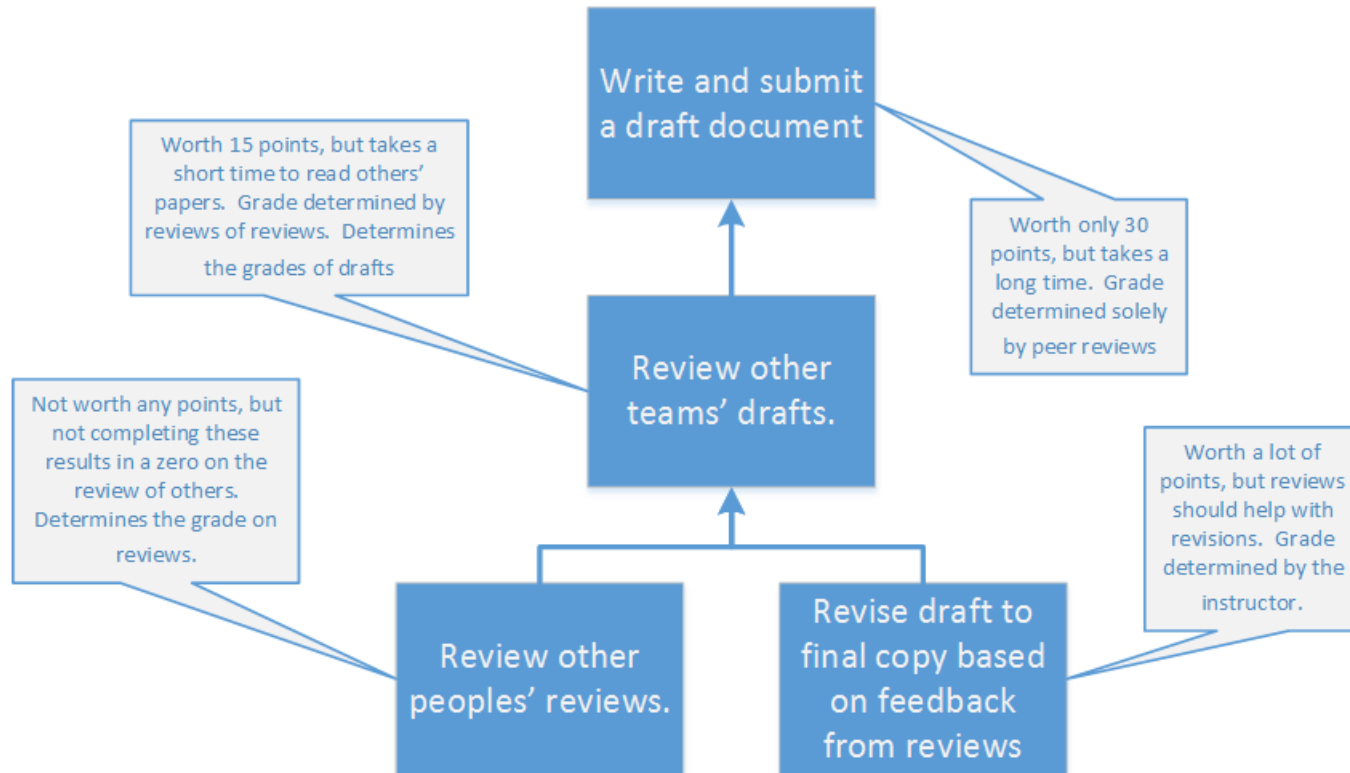 Write and submit
a draft document
Worth 15 points, but takes a
short time to read others'
papers.  Grade determined by
reviews of reviews.  Determines
the grades of drafts
Worth only 30
points, but takes a
long time.  Grade
determined solely
by peer reviews
Review other
teams' drafts.
Not worth any points, but
not completing these
results in a zero on the
review of others.
Determines the grade on
reviews.
Worth a lot of
points, but reviews
should help with
revisions.  Grade
determined by the
instructor.
Review other
peoples' reviews.
Revise draft to
final copy based
on feedback
from reviews